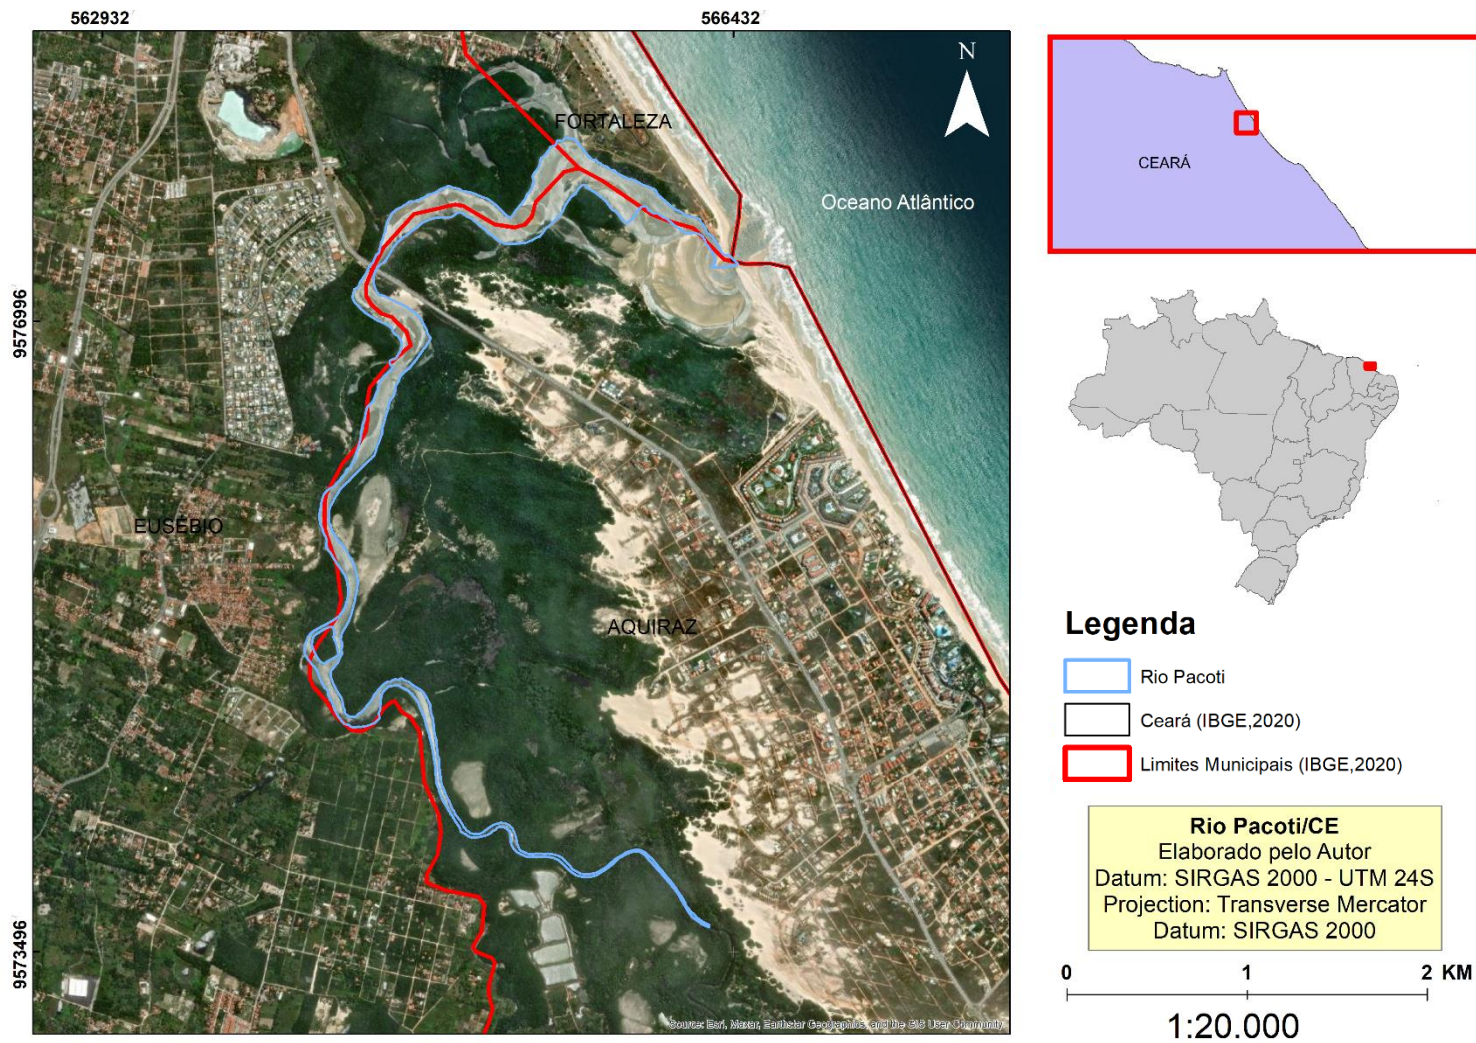 562932
566432
9576996
9573496
N
FORTALEZA
Oceano Atlântico
EUSÉBIO
AQUIRAZ
Source: Esri, Maxar, Earthstar Geographics, and the GIS User Community
CEARÁ
Legenda
Rio Pacoti
Ceará (IBGE,2020)
Limites Municipais (IBGE,2020)
Rio Pacoti/CE
Elaborado pelo Autor
Datum: SIRGAS 2000 - UTM 24S
Projection: Transverse Mercator
Datum: SIRGAS 2000
0 1 2 KM
1:20.000